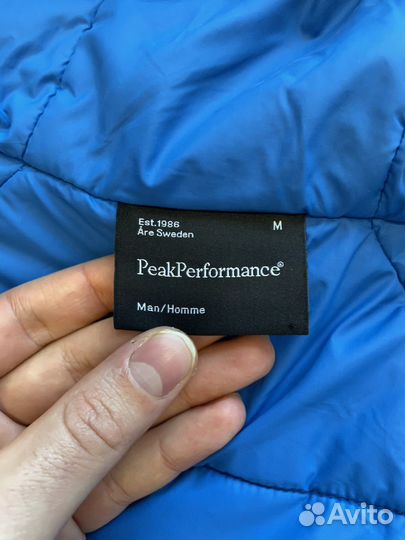 Est.1986
Åre Sweden
M
PeakPerformance®
Man/Homme
Avito